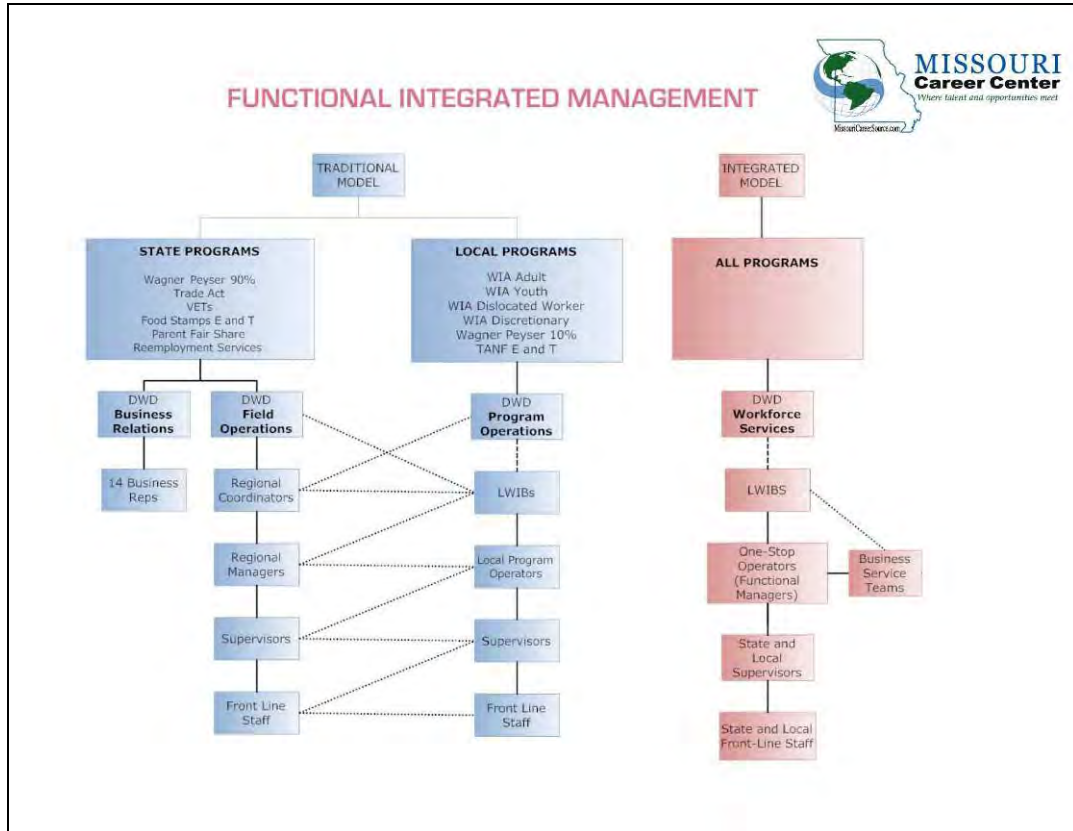 MISSOURI
Career Center
Where talent and opportunities meet
MissouriCareerSource.com
FUNCTIONAL INTEGRATED MANAGEMENT
TRADITIONAL
MODEL
STATE PROGRAMS
Wagner Peyser 90%
Trade Act
VETs
Food Stamps E and T
Parent Fair Share
Reemployment Services
LOCAL PROGRAMS
WIA Adult
WIA Youth
WIA Dislocated Worker
WIA Discretionary
Wagner Peyser 10%
TANF E and T
DWD
Business
Relations
DWD
Field
Operations
DWD
Program
Operations
14 Business
Reps
Regional
Coordinators
LWIBs
Regional
Managers
Local Program
Operators
Supervisors
Supervisors
Front Line
Staff
Front Line
Staff
INTEGRATED
MODEL
ALL PROGRAMS
DWD
Workforce
Services
LWIBS
One-Stop
Operators
(Functional
Managers)
Business
Service
Teams
State and
Local
Supervisors
State and Local
Front-Line Staff